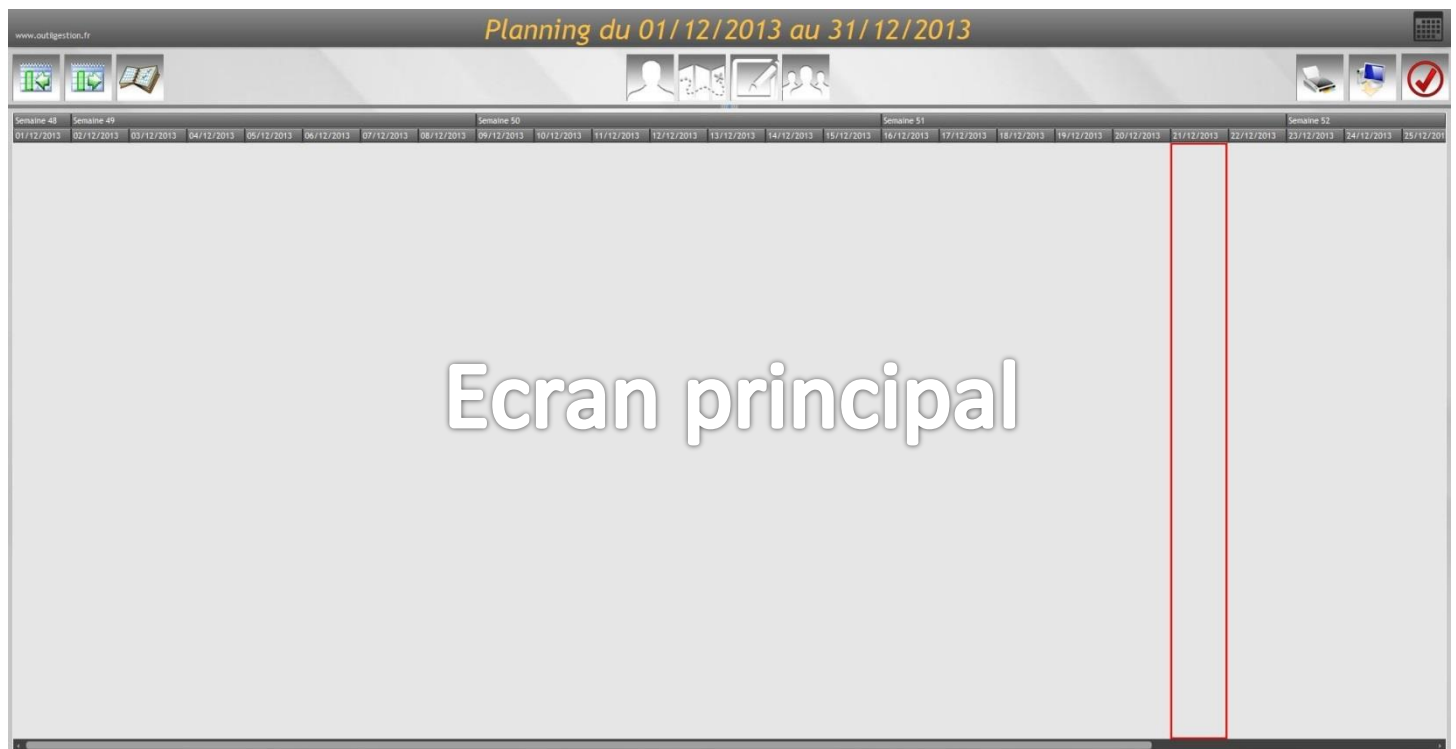 Planning du 01/12/2013 au 31/12/2013
www.outilgestion.fr
Semaine 48 Semaine 49 Semaine 50 Semaine 51 Semaine 52
01/12/2013 02/12/2013 03/12/2013 04/12/2013 05/12/2013 06/12/2013 07/12/2013 08/12/2013 09/12/2013 10/12/2013 11/12/2013 12/12/2013 13/12/2013 14/12/2013 15/12/2013 16/12/2013 17/12/2013 18/12/2013 19/12/2013 20/12/2013 21/12/2013 22/12/2013 23/12/2013 24/12/2013 25/12/201
Ecran principal